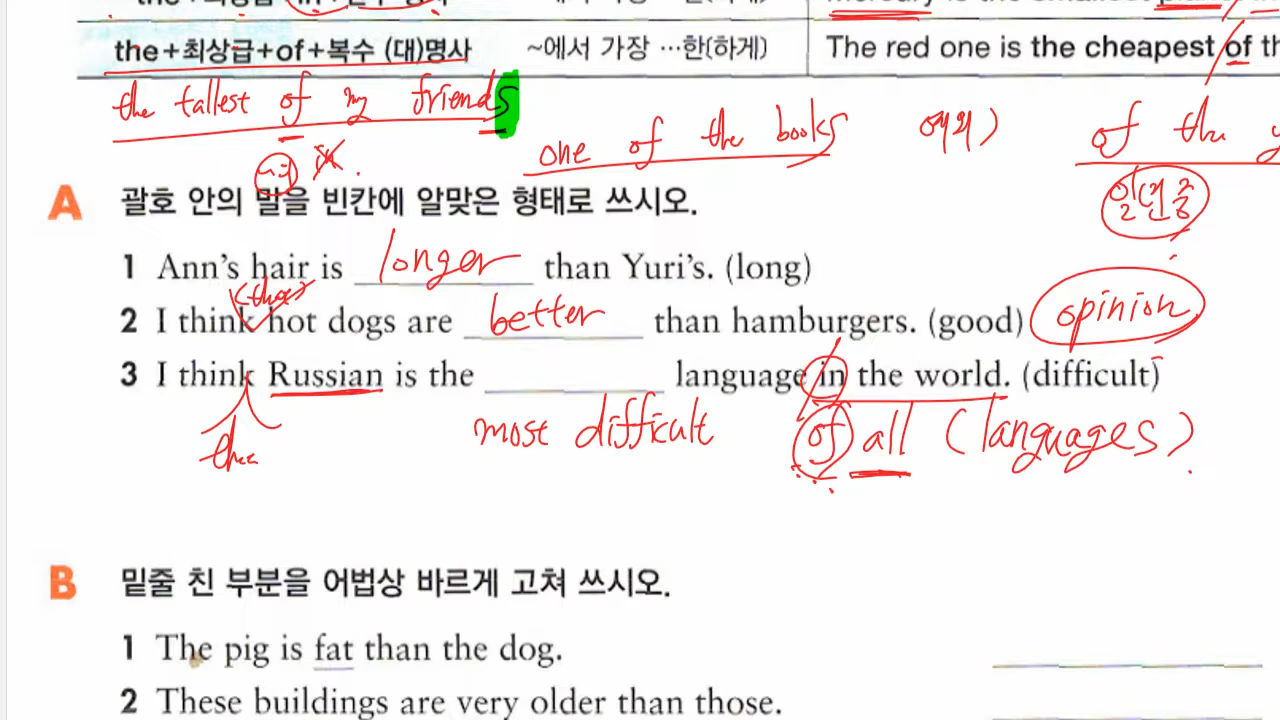 the+최상급+of+복수 (대)명사 ~에서 가장 …한(하게) The red one is the cheapest of th
the tallest of my friends
one of the books 예외) of the
일 년 중
A 괄호 안의 말을 빈칸에 알맞은 형태로 쓰시오.
1 Ann's hair is longer than Yuri's. (long)
(that)
2 I think hot dogs are better than hamburgers. (good) opinion
3 I think Russian is the language in the world. (difficult)
most difficult of all (languages)
B 밑줄 친 부분을 어법상 바르게 고쳐 쓰시오.
1 The pig is fat than the dog.
2 These buildings are very older than those.